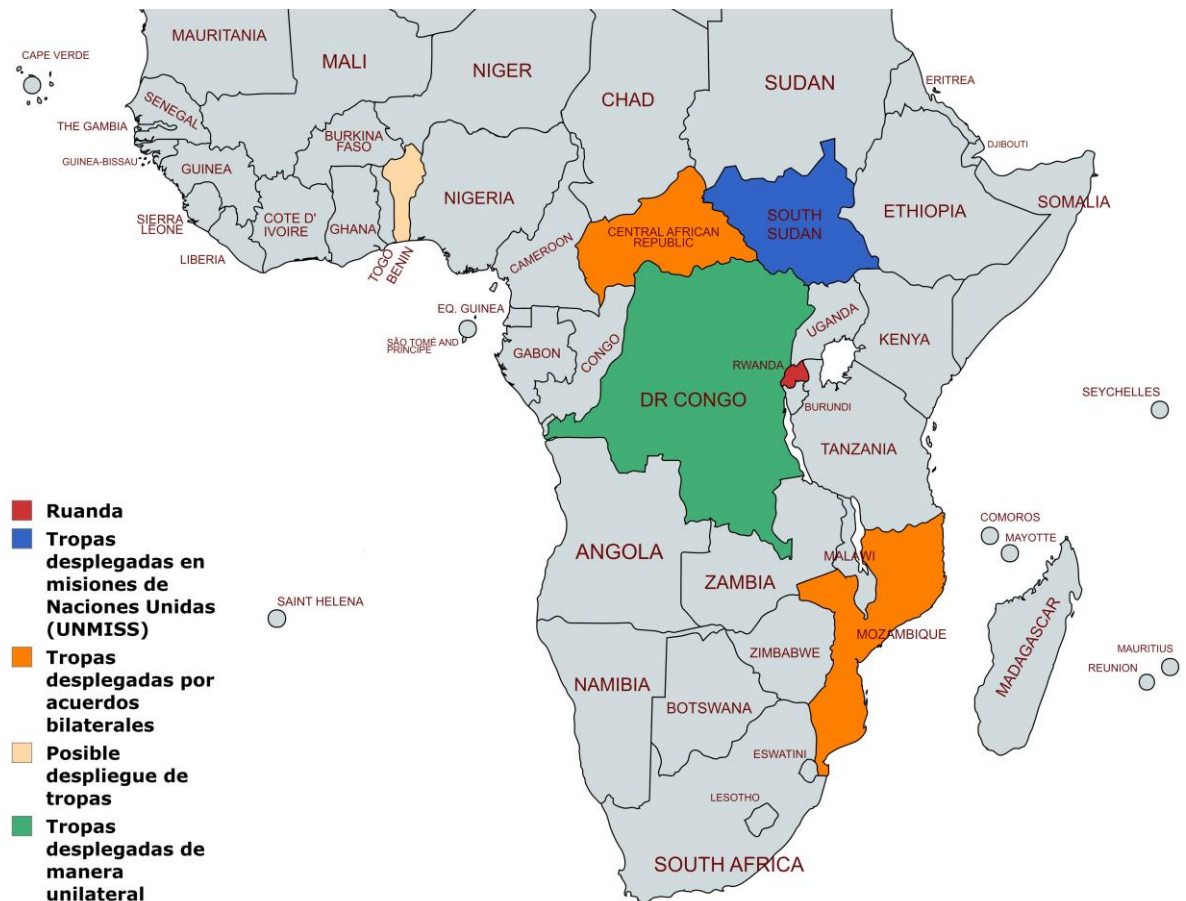 MAURITANIA
CAPE VERDE
MALI
NIGER
CHAD
SUDAN
ERITREA
SENEGAL
THE GAMBIA
BURKINA
FASO
DJIBOUTI
GUINEA-BISSAU
GUINEA
NIGERIA
SOMALIA
ETHIOPIA
SOUTH
SUDAN
SIERRA
LEONE
COTE D'
IVOIRE
GHANA
CENTRAL AFRICAN
REPUBLIC
LIBERIA
TOGO
BENIN
CAMEROON
EQ. GUINEA
UGANDA
KENYA
SÃO TOMÉ AND
PRINCIPE
GABON
CONGO
RWANDA
DR CONGO
BURUNDI
SEYCHELLES
TANZANIA
Ruanda
Tropas
desplegadas en
misiones de
Naciones Unidas
(UNMISS)
Tropas
desplegadas por
acuerdos
bilaterales
Posible
despliegue de
tropas
Tropas
desplegadas de
manera
unilateral
COMOROS
MAYOTTE
ANGOLA
MALAWI
ZAMBIA
SAINT HELENA
MOZAMBIQUE
MADAGASCAR
ZIMBABWE
MAURITIUS
REUNION
NAMIBIA
BOTSWANA
ESWATINI
LESOTHO
SOUTH AFRICA